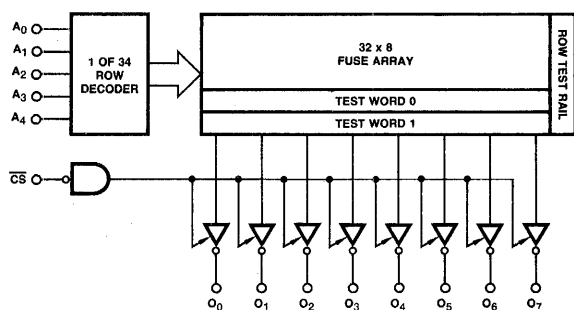 A0
A1
A2
A3
A4
1 OF 34
ROW
DECODER
32 x 8
FUSE ARRAY
TEST WORD 0
TEST WORD 1
ROW TEST RAIL
CS
O0
O1
O2
O3
O4
O5
O6
O7